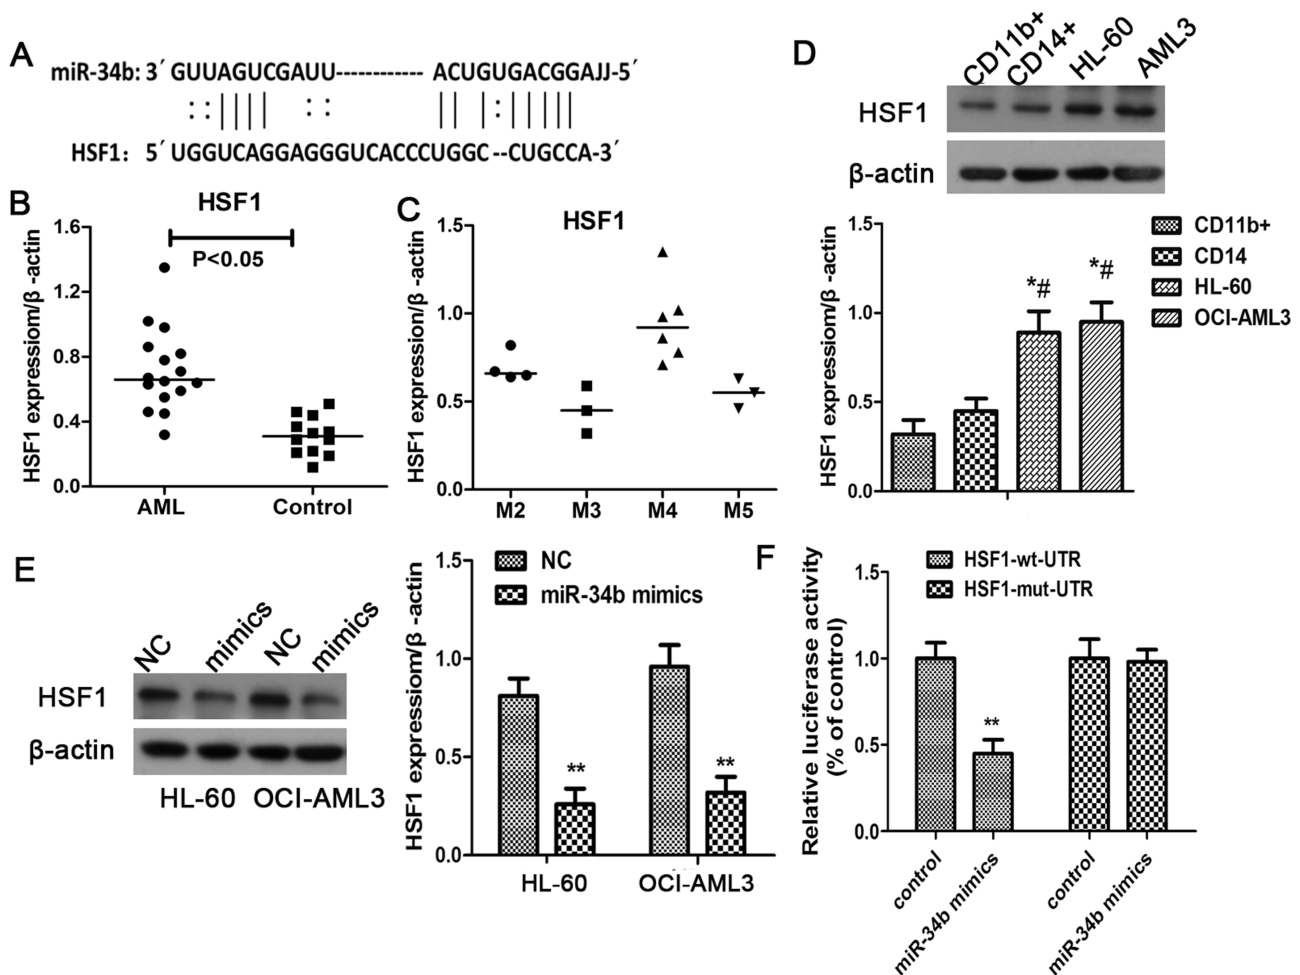 A
miR-34b: 3´ GUUAGUCGAUU------------ ACUGUGACGGAJJ-5´
HSF1: 5´ UGGUCAGGAGGGUCACCCUGGC --CUGCCA-3´
B
HSF1
P<0.05
HSF1 expressiom/β -actin
1.6
1.2
0.8
0.4
0.0
AML Control
C
HSF1
HSF1 expression/β -actin
1.5
1.0
0.5
0.0
M2 M3 M4 M5
D
CD11b+ CD14+ HL-60 AML3
HSF1
β-actin
HSF1 expressiom/β -actin
1.5
1.0
0.5
0.0
*# *#
CD11b+
CD14
HL-60
OCI-AML3
E
NC mimics NC mimics
HSF1
β-actin
HL-60 OCI-AML3
HSF1 expressiom/β -actin
1.5
1.0
0.5
0.0
NC
miR-34b mimics
** **
HL-60 OCI-AML3
F
Relative luciferase activity
(% of control)
1.5
1.0
0.5
0.0
HSF1-wt-UTR
HSF1-mut-UTR
**
control miR-34b mimics control miR-34b mimics